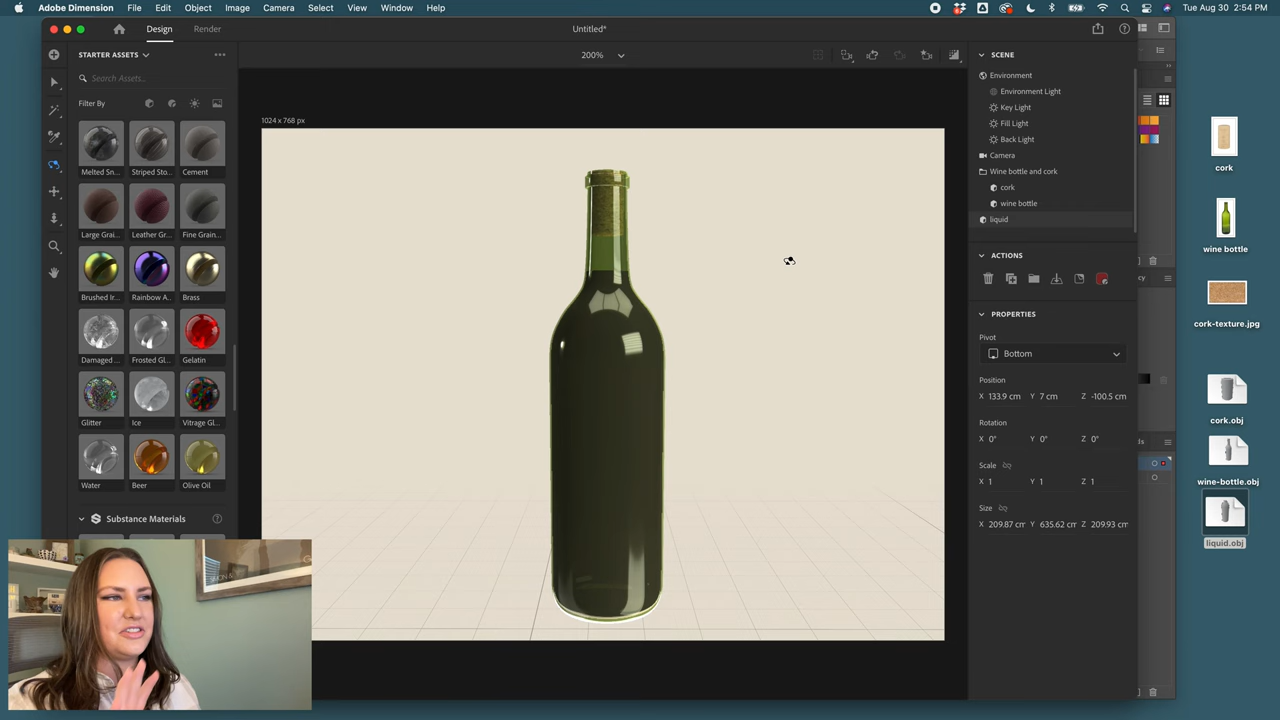 Adobe Dimension File Edit Object Image Camera Select View Window Help Tue Aug 30 2:54 PM
Design Render Untitled*
STARTER ASSETS 200%
Search Assets...
Filter By
Melted Sn... Striped Sto... Cement
Large Grai... Leather Gr... Fine Grain...
Brushed Ir... Rainbow A... Brass
Damaged ... Frosted Gl... Gelatin
Glitter Ice Vitrage Gl...
Water Beer Olive Oil
Substance Materials
1024 x 768 px
SCENE
Environment
Environment Light
Key Light
Fill Light
Back Light
Camera
Wine bottle and cork
cork
wine bottle
liquid
ACTIONS
PROPERTIES
Pivot
Bottom
Position
X 133.9 cm Y 7 cm Z -100.5 cm
Rotation
X 0° Y 0° Z 0°
Scale
X 1 Y 1 Z 1
Size
X 209.87 cm Y 635.62 cm Z 209.93 cm
cork
wine bottle
cork-texture.jpg
cork.obj
wine-bottle.obj
liquid.obj